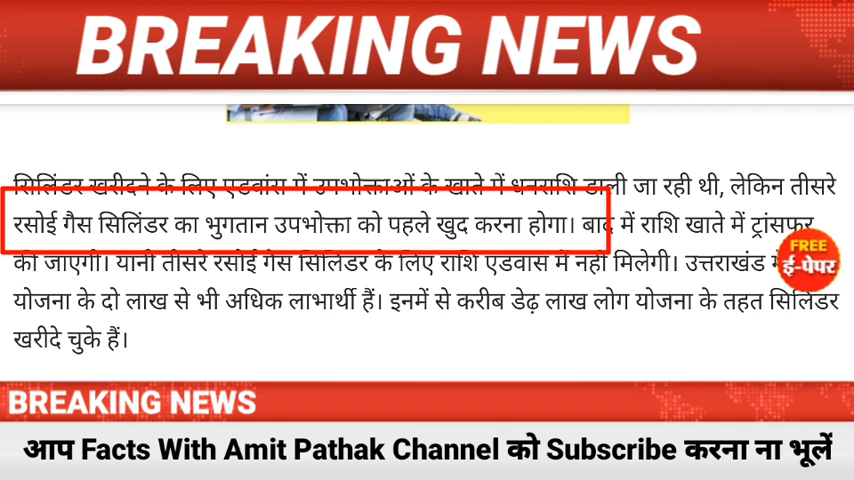 BREAKING NEWS
सिलिंडर खरीदने के लिए एडवांस में उपभोक्ताओं के खाते में धनराशि डाली जा रही थी, लेकिन तीसरे
रसोई गैस सिलिंडर का भुगतान उपभोक्ता को पहले खुद करना होगा। बाद में राशि खाते में ट्रांसफर
की जाएगी। यानी तीसरे रसोई गैस सिलिंडर के लिए राशि एडवांस में नहीं मिलेगी। उत्तराखंड में
योजना के दो लाख से भी अधिक लाभार्थी हैं। इनमें से करीब डेढ़ लाख लोग योजना के तहत सिलिंडर
खरीदे चुके हैं।
FREE
ई-पेपर
BREAKING NEWS
आप Facts With Amit Pathak Channel को Subscribe करना ना भूलें